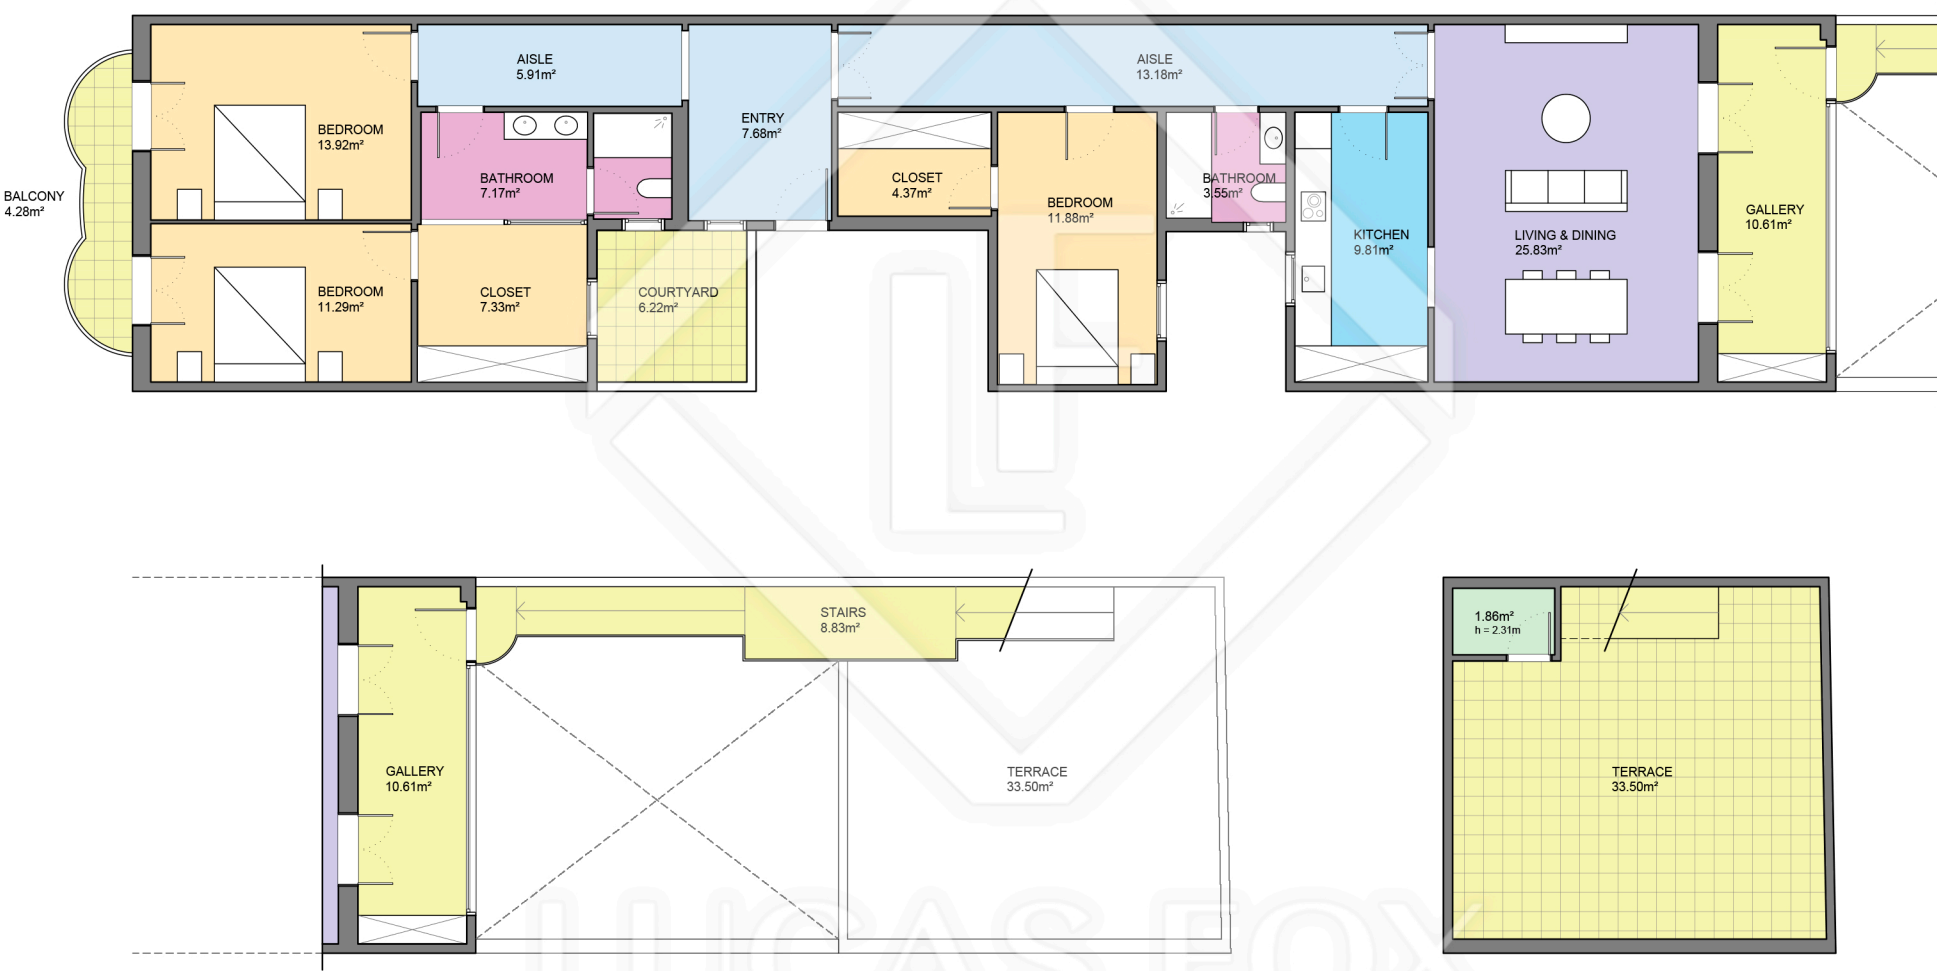 AISLE
5.91m²
AISLE
13.18m²
BEDROOM
13.92m²
ENTRY
7.68m²
BALCONY
4.28m²
BATHROOM
7.17m²
CLOSET
4.37m²
BEDROOM
11.88m²
BATHROOM
3.55m²
KITCHEN
9.81m²
LIVING & DINING
25.83m²
GALLERY
10.61m²
BEDROOM
11.29m²
CLOSET
7.33m²
COURTYARD
6.22m²
STAIRS
8.83m²
GALLERY
10.61m²
TERRACE
33.50m²
1.86m²
h = 2.31m
TERRACE
33.50m²
LUCAS FOX